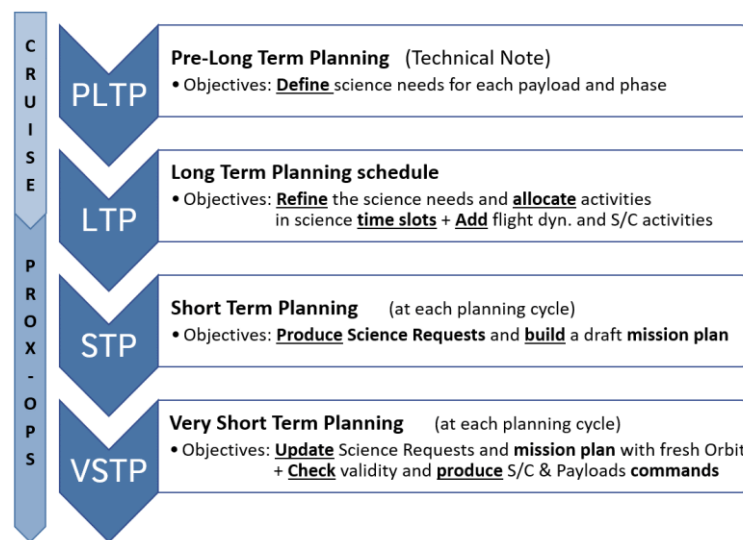 CRUISE
PROX-OPS
PLTP
Pre-Long Term Planning (Technical Note)
• Objectives: Define science needs for each payload and phase
LTP
Long Term Planning schedule
• Objectives: Refine the science needs and allocate activities
in science time slots + Add flight dyn. and S/C activities
STP
Short Term Planning (at each planning cycle)
• Objectives: Produce Science Requests and build a draft mission plan
VSTP
Very Short Term Planning (at each planning cycle)
• Objectives: Update Science Requests and mission plan with fresh Orbit
+ Check validity and produce S/C & Payloads commands